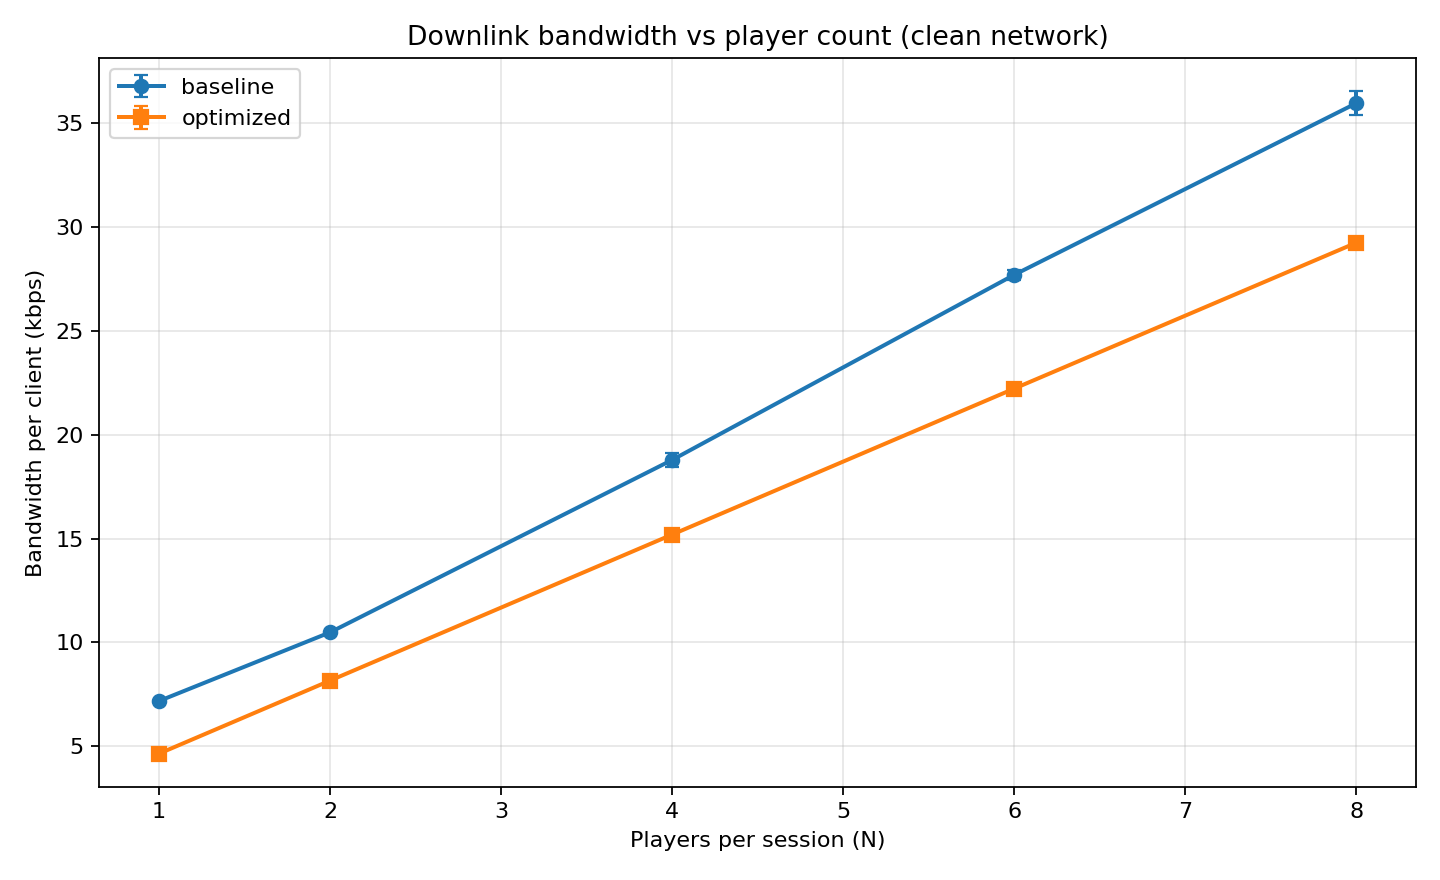 Downlink bandwidth vs player count (clean network)
baseline
optimized
35
30
25
20
15
10
5
Bandwidth per client (kbps)
1 2 3 4 5 6 7 8
Players per session (N)